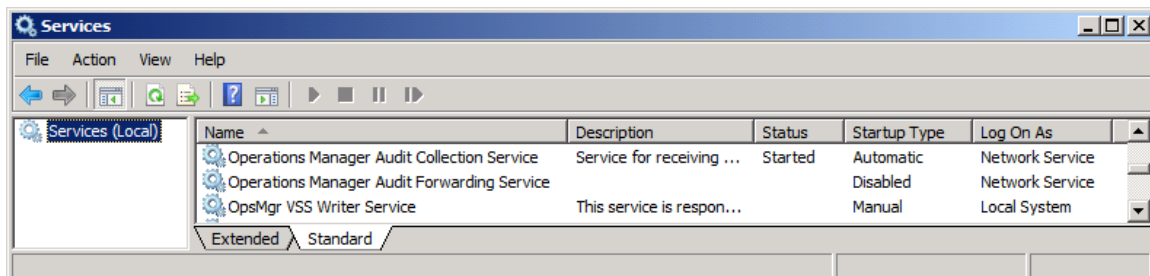 Services
File Action View Help
Services (Local)
Name Description Status Startup Type Log On As
Operations Manager Audit Collection Service Service for receiving ... Started Automatic Network Service
Operations Manager Audit Forwarding Service Disabled Network Service
OpsMgr VSS Writer Service This service is respon... Manual Local System
Extended Standard